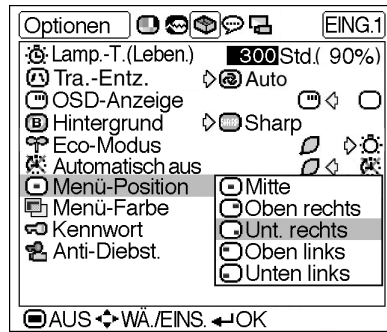 Optionen ENG.1
Lamp.-T.(Leben.) 300 Std.( 90%)
Tra.-Entz. Auto
OSD-Anzeige
Hintergrund Sharp
Eco-Modus
Automatisch aus
Menü-Position Mitte
Menü-Farbe Oben rechts
Kennwort Unt. rechts
Anti-Diebst. Oben links
Unten links
AUS WÄ./EINS. OK